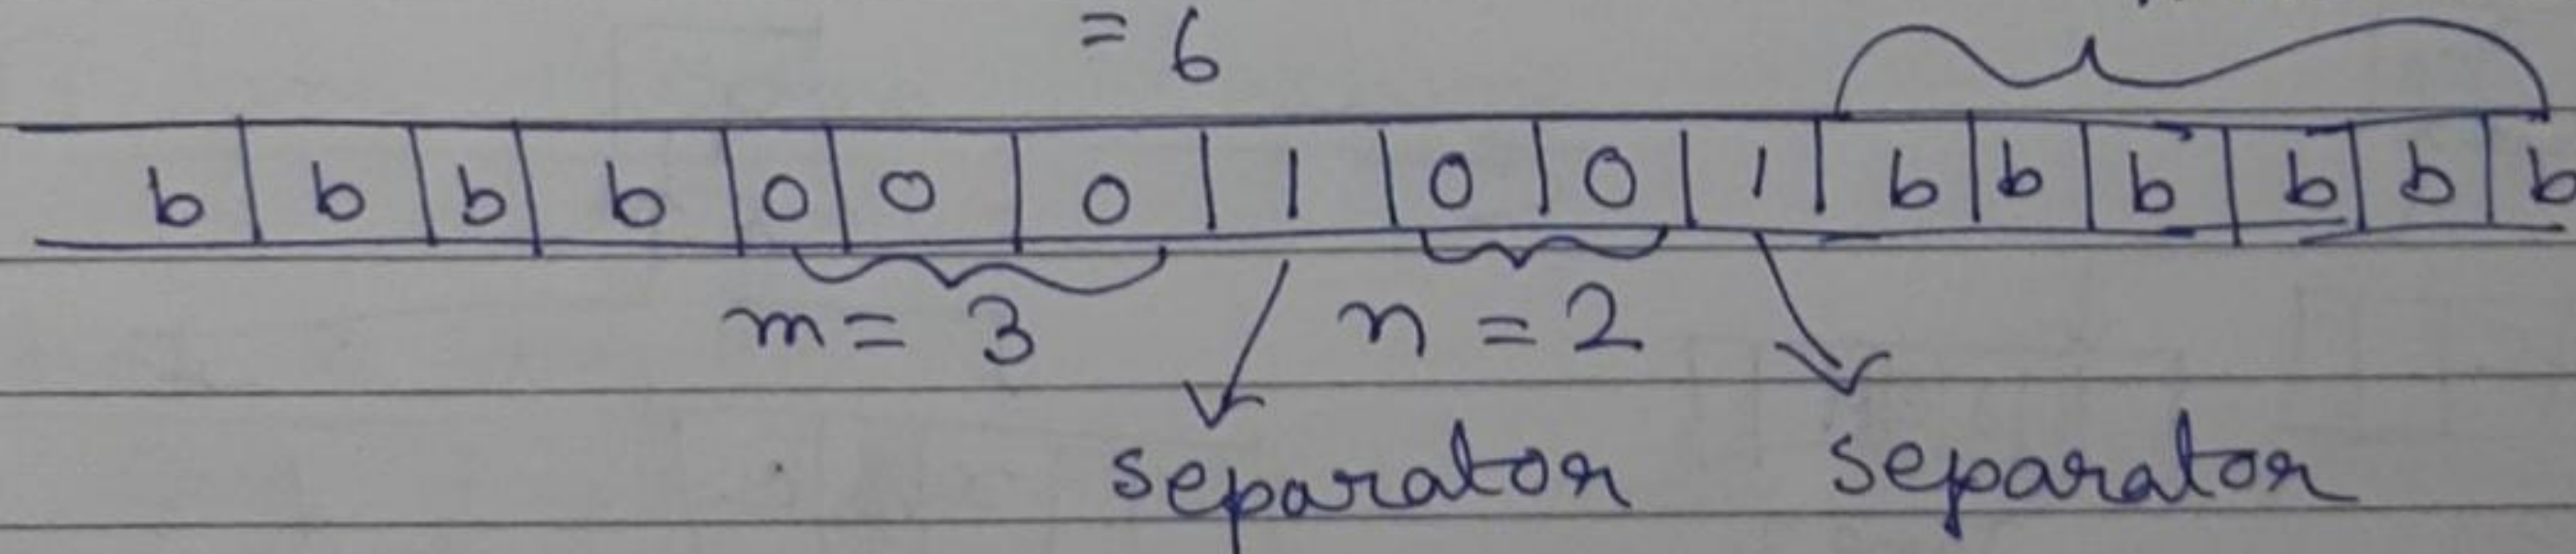 = 6
b b b b 0 0 0 1 0 0 1 b b b b b b
m = 3 n = 2
separator separator